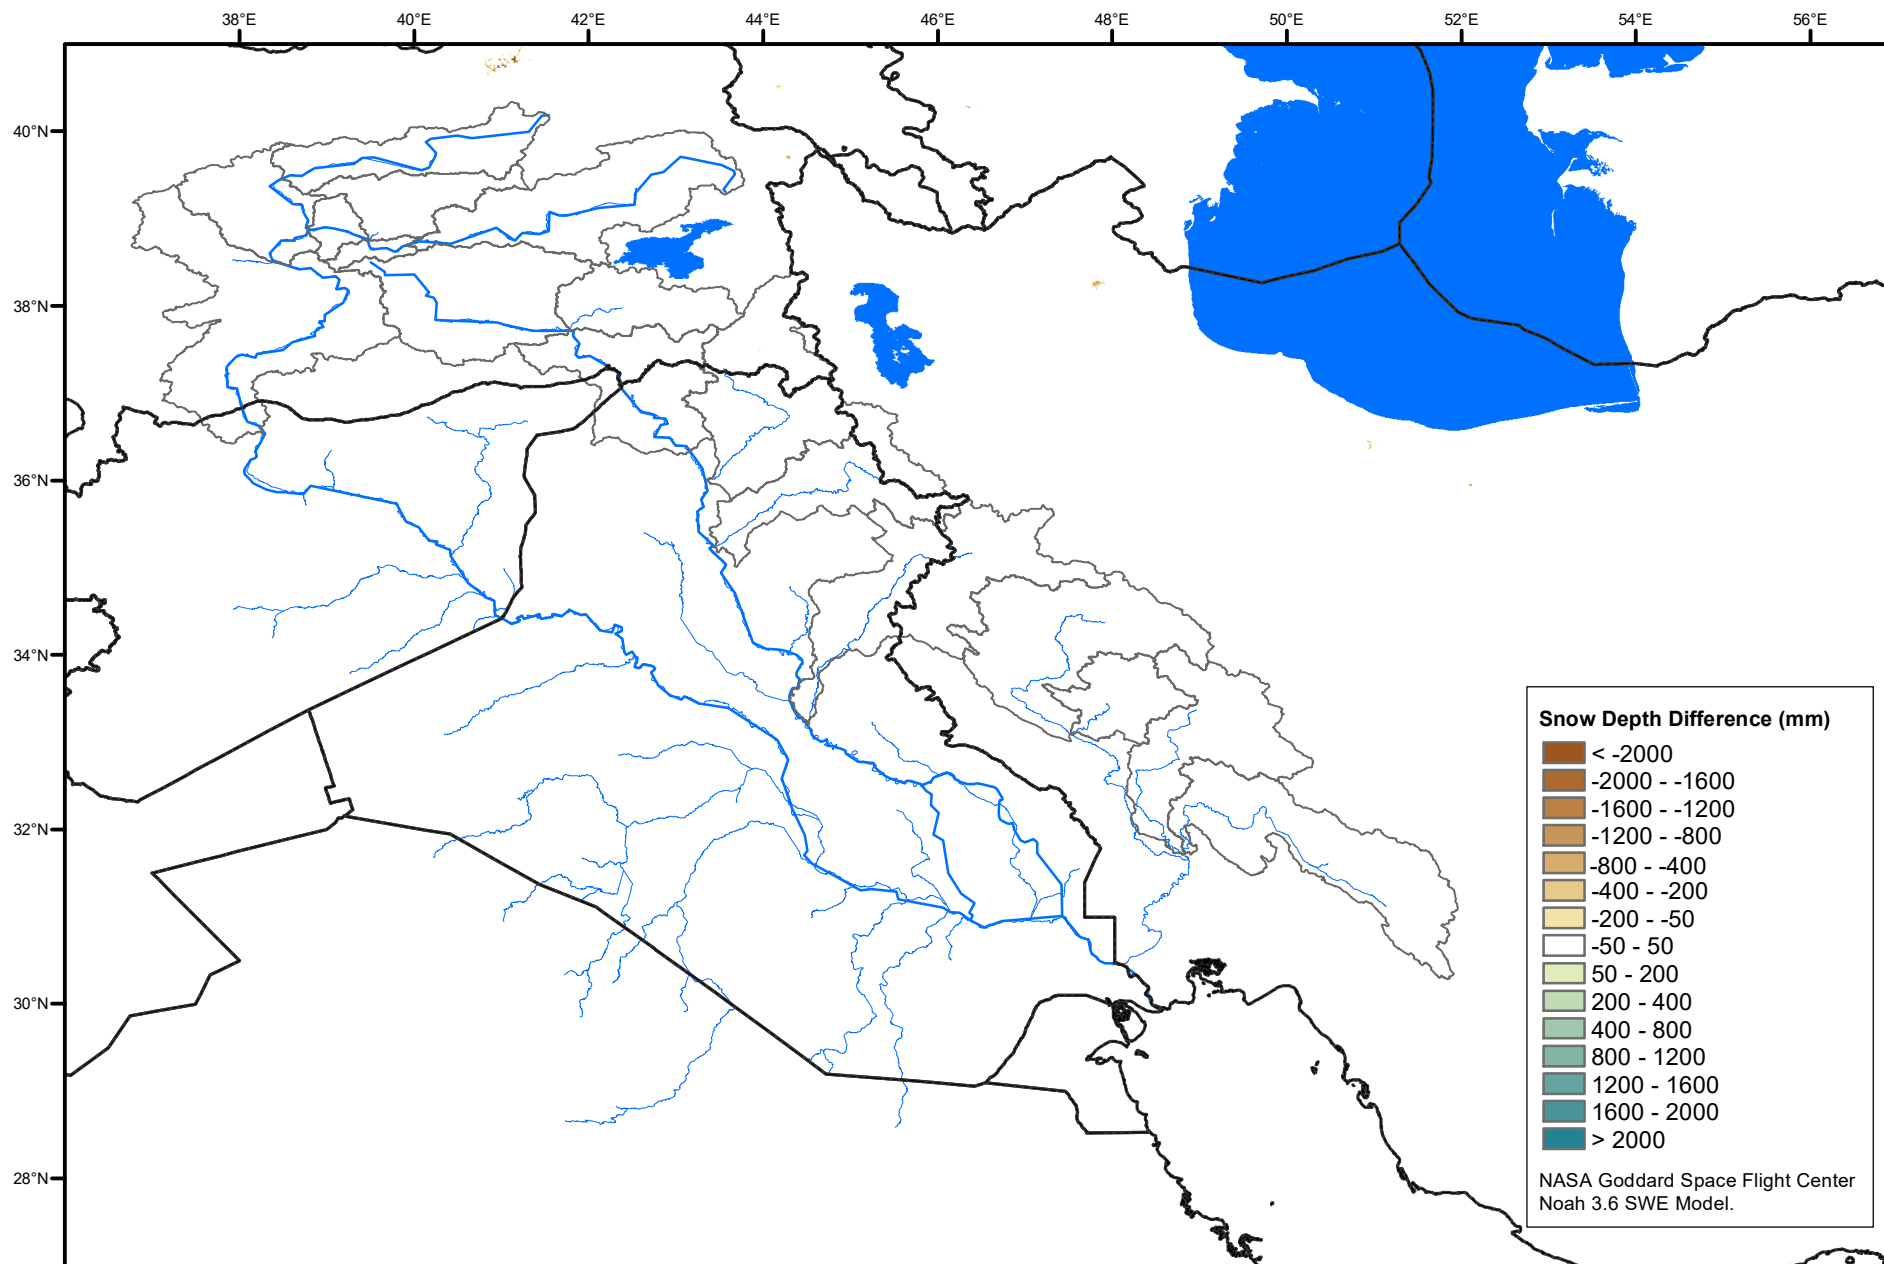 38°E 40°E 42°E 44°E 46°E 48°E 50°E 52°E 54°E 56°E
40°N
38°N
36°N
34°N
32°N
30°N
28°N
Snow Depth Difference (mm)
< -2000
-2000 - -1600
-1600 - -1200
-1200 - -800
-800 - -400
-400 - -200
-200 - -50
-50 - 50
50 - 200
200 - 400
400 - 800
800 - 1200
1200 - 1600
1600 - 2000
> 2000
NASA Goddard Space Flight Center
Noah 3.6 SWE Model.